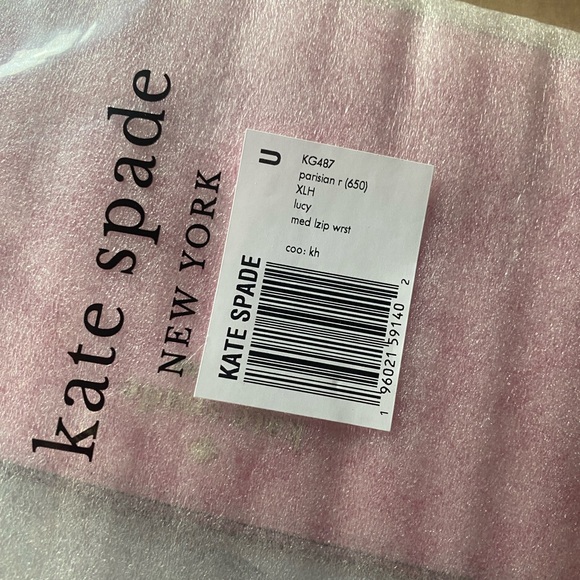 kate spade
NEW YORK
U
KG487
parisian r (650)
XLH
lucy
med lzip wrst
coo: kh
KATE SPADE
1 96021 59140 2